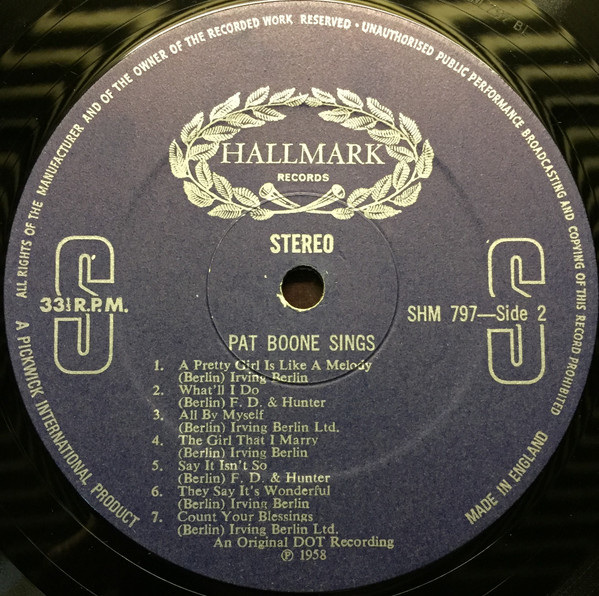 ALL RIGHTS OF THE MANUFACTURER AND OF THE OWNER OF THE RECORDED WORK RESERVED · UNAUTHORISED PUBLIC PERFORMANCE BROADCASTING AND COPYING OF THIS RECORD PROHIBITED
HALLMARK
RECORDS
STEREO
S
S
33⅓ R.P.M.
SHM 797—Side 2
PAT BOONE SINGS
1. A Pretty Girl Is Like A Melody
(Berlin) Irving Berlin
2. What'll I Do
(Berlin) F. D. & Hunter
3. All By Myself
(Berlin) Irving Berlin Ltd.
4. The Girl That I Marry
(Berlin) Irving Berlin
5. Say It Isn't So
(Berlin) F. D. & Hunter
6. They Say It's Wonderful
(Berlin) Irving Berlin
7. Count Your Blessings
(Berlin) Irving Berlin Ltd.
An Original DOT Recording
℗ 1958
A PICKWICK INTERNATIONAL PRODUCT
MADE IN ENGLAND